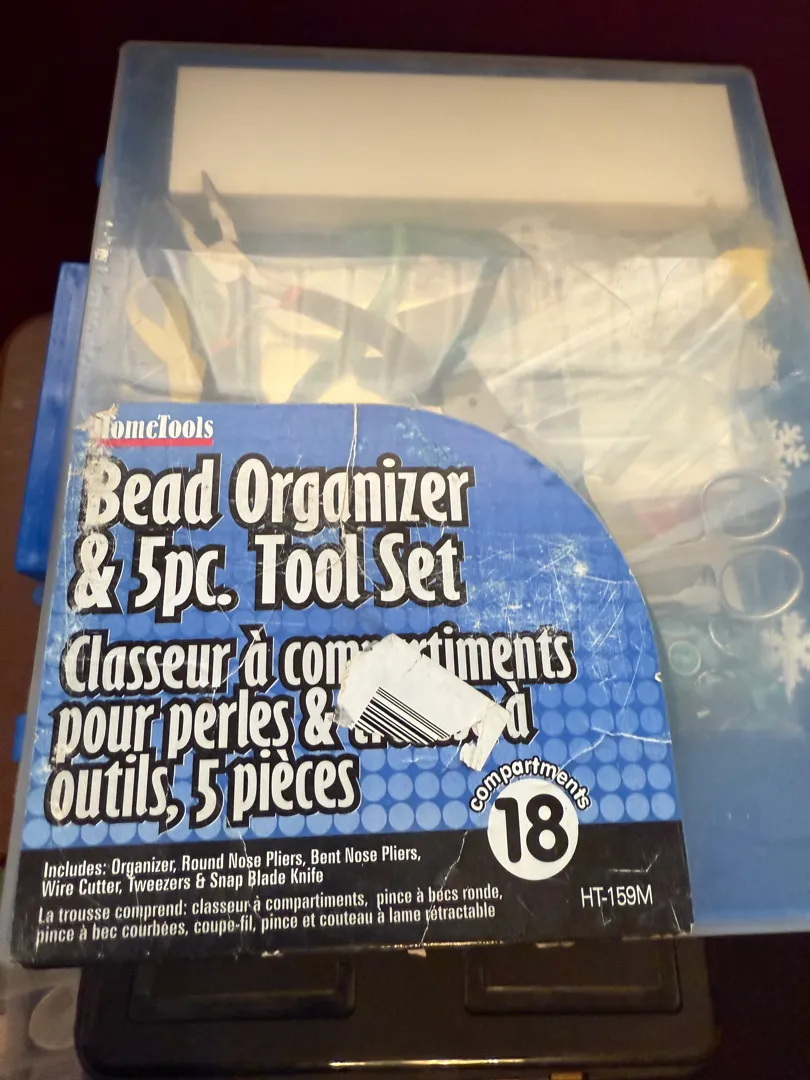 HomeTools
Bead Organizer
& 5pc. Tool Set
Classeur à compartiments
pour perles & à
outils, 5 pièces
compartments
18
Includes: Organizer, Round Nose Pliers, Bent Nose Pliers,
Wire Cutter, Tweezers & Snap Blade Knife
HT-159M
La trousse comprend: classeur à compartiments, pince à becs ronde,
pince à bec courbées, coupe-fil, pince et couteau à lame rétractable